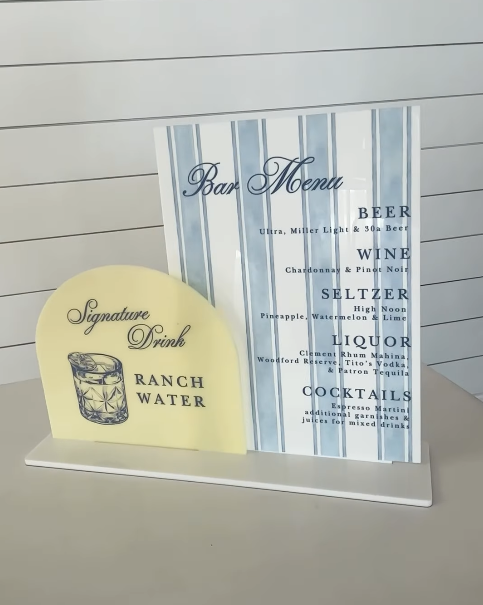 Bar Menu
BEER
Ultra, Miller Light & 30a Beer
WINE
Chardonnay & Pinot Noir
SELTZER
High Noon
Pineapple, Watermelon & Lime
LIQUOR
Clement Rhum Mahina,
Woodford Reserve, Tito's Vodka,
& Patron Tequila
COCKTAILS
Espresso Martini
additional garnishes &
juices for mixed drinks
Signature
Drink
RANCH
WATER